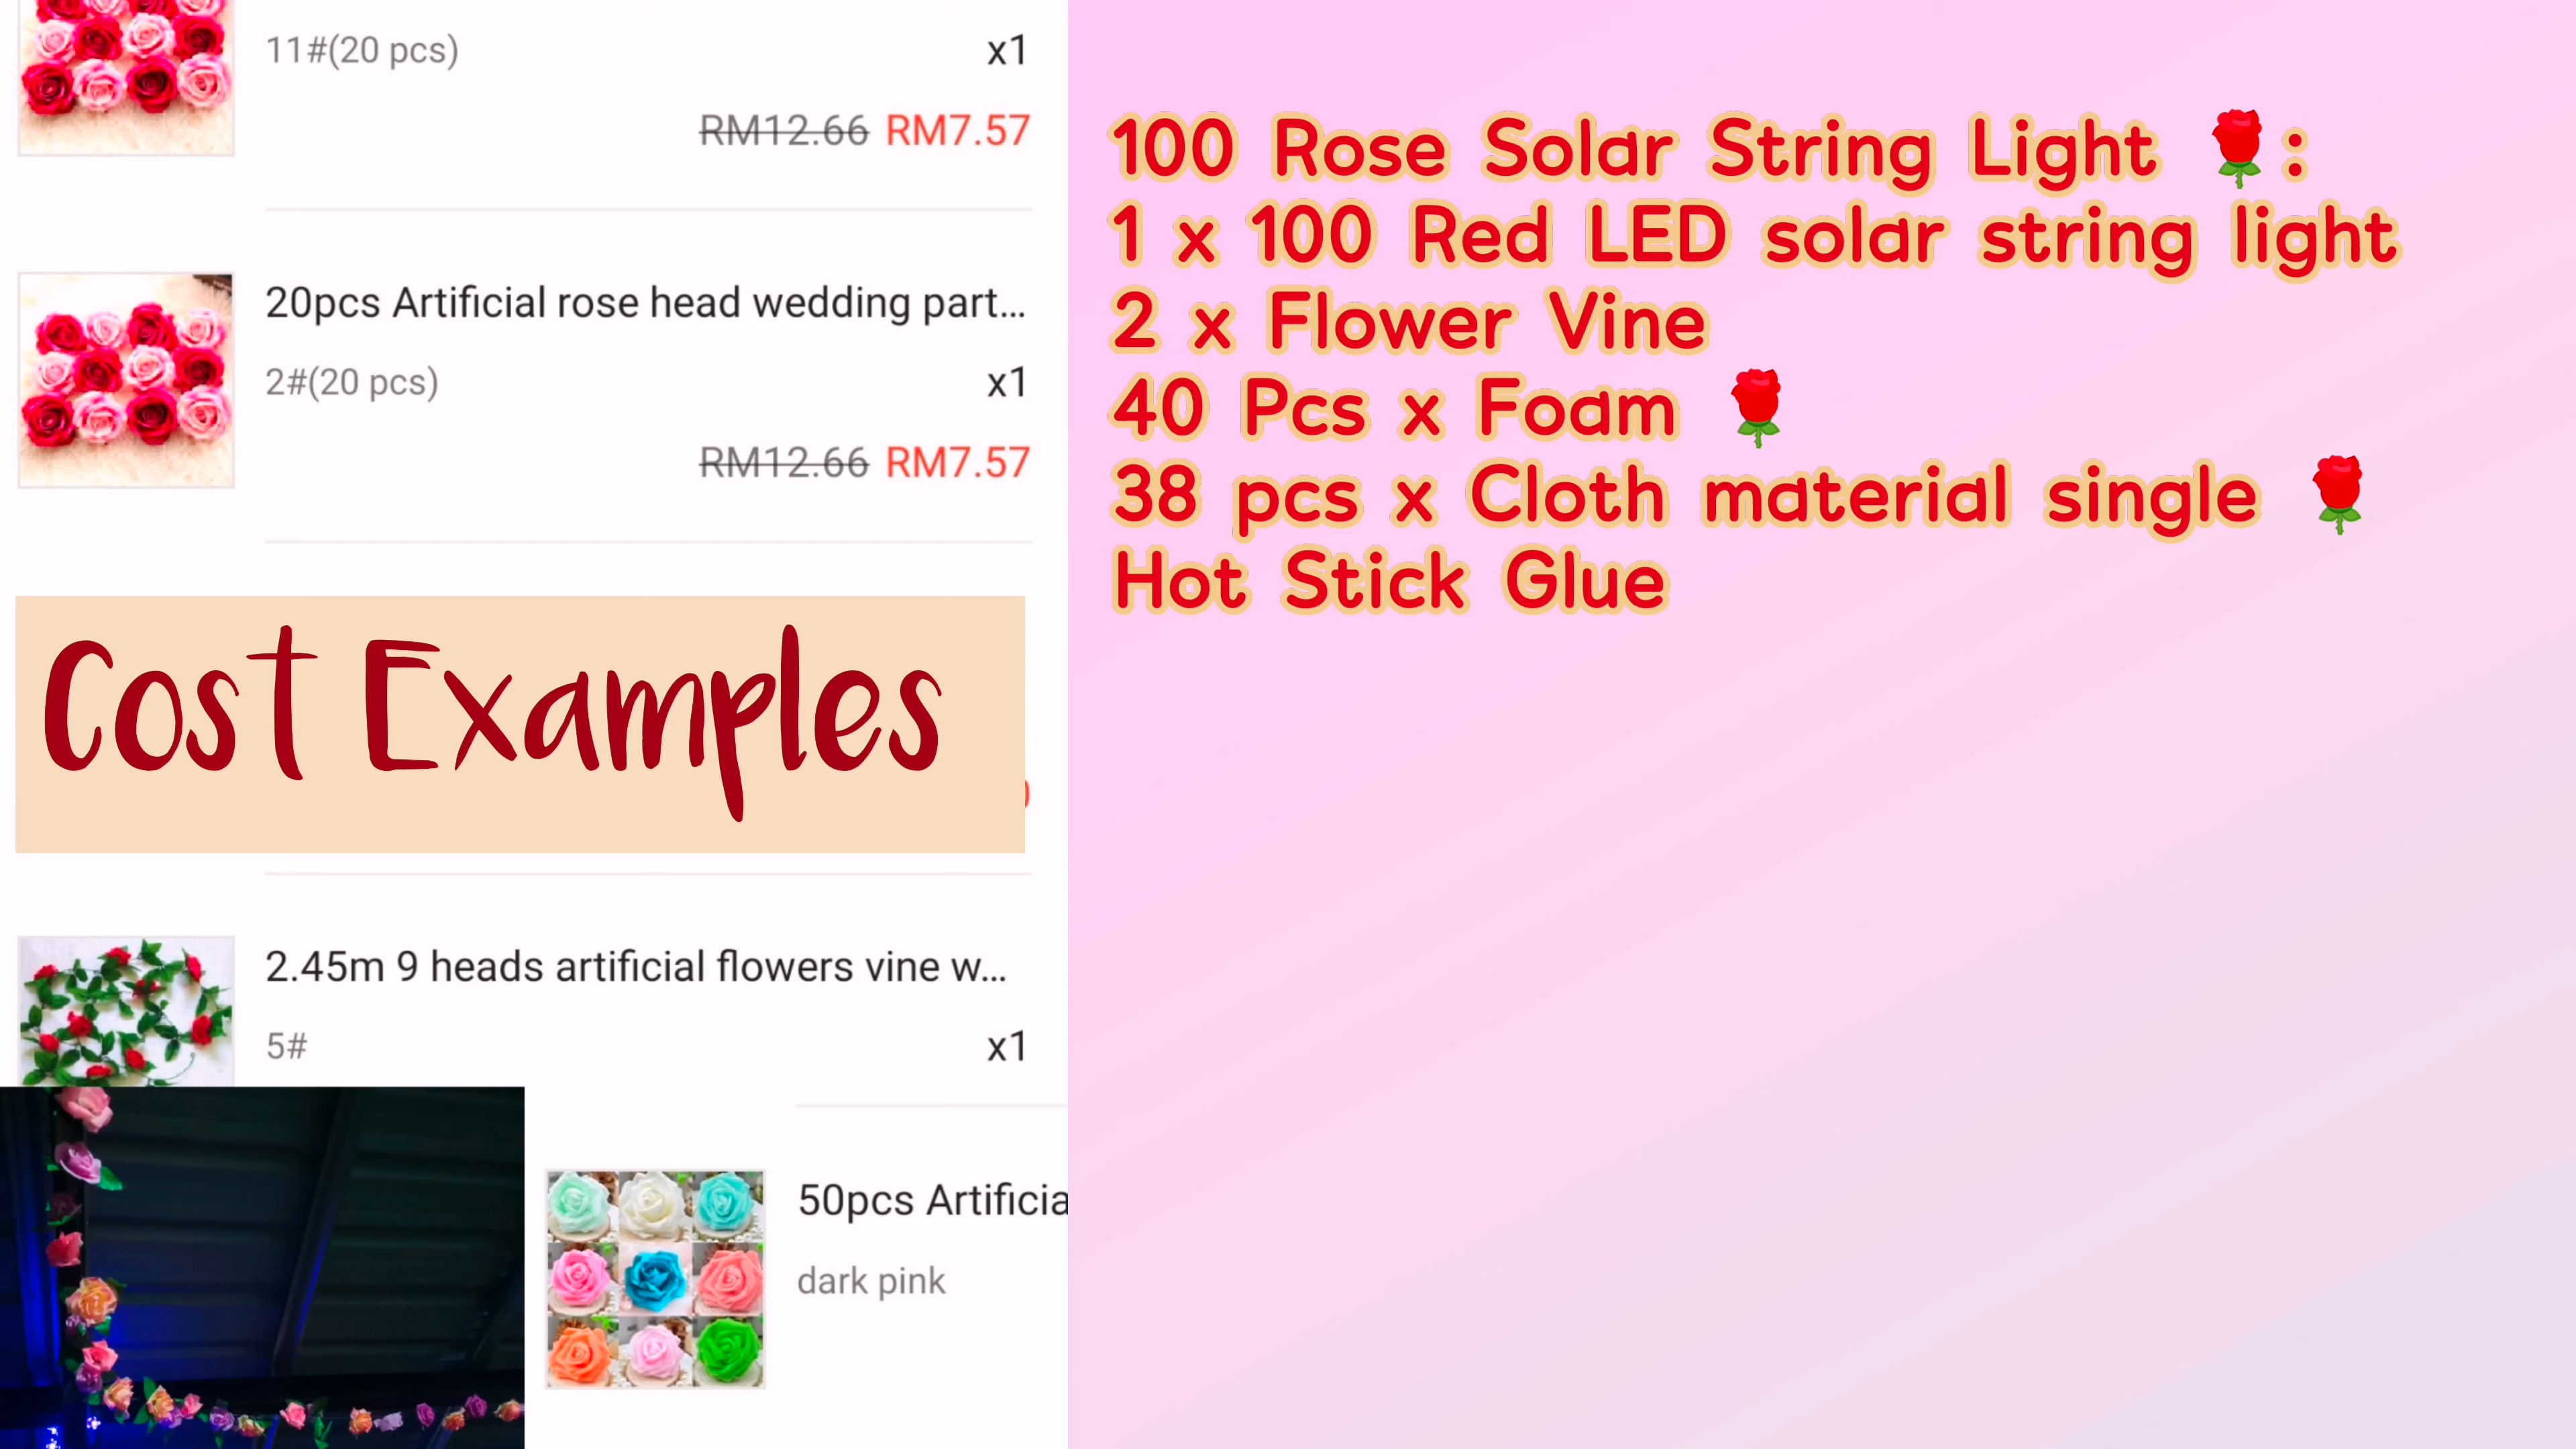 11#(20 pcs)
x1
RM12.66 RM7.57
20pcs Artificial rose head wedding part...
2#(20 pcs)
x1
RM12.66 RM7.57
Cost Examples
2.45m 9 heads artificial flowers vine w...
5#
x1
50pcs Artificia
dark pink
100 Rose Solar String Light 🌹:
1 x 100 Red LED solar string light
2 x Flower Vine
40 Pcs x Foam 🌹
38 pcs x Cloth material single 🌹
Hot Stick Glue